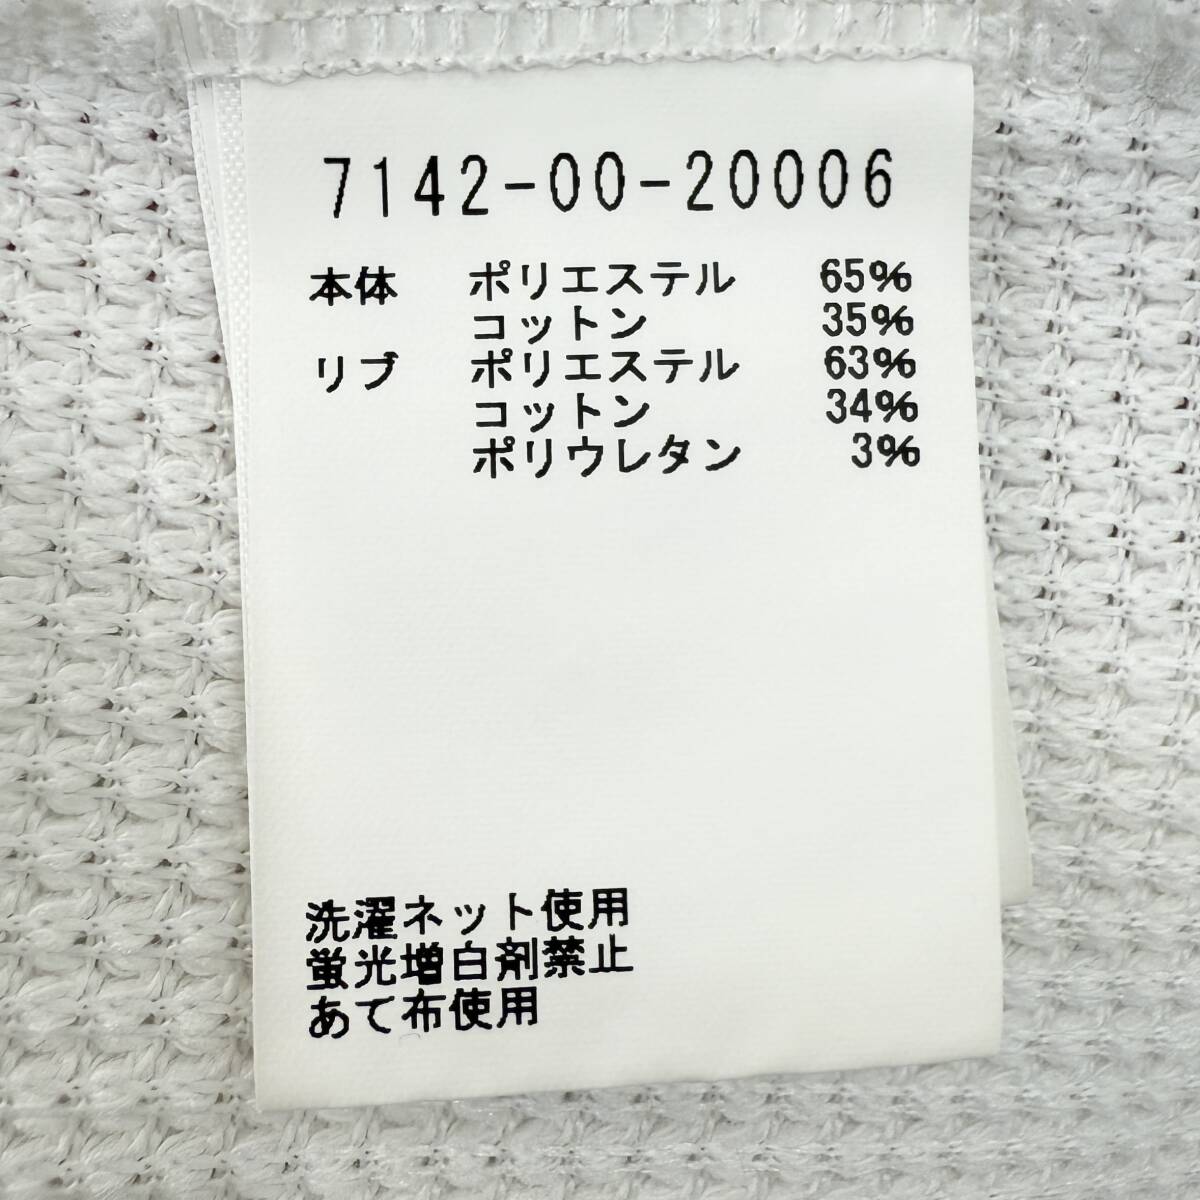 7142-00-20006
本体 ポリエステル 65%
コットン 35%
リブ ポリエステル 63%
コットン 34%
ポリウレタン 3%
洗濯ネット使用
蛍光増白剤禁止
あて布使用